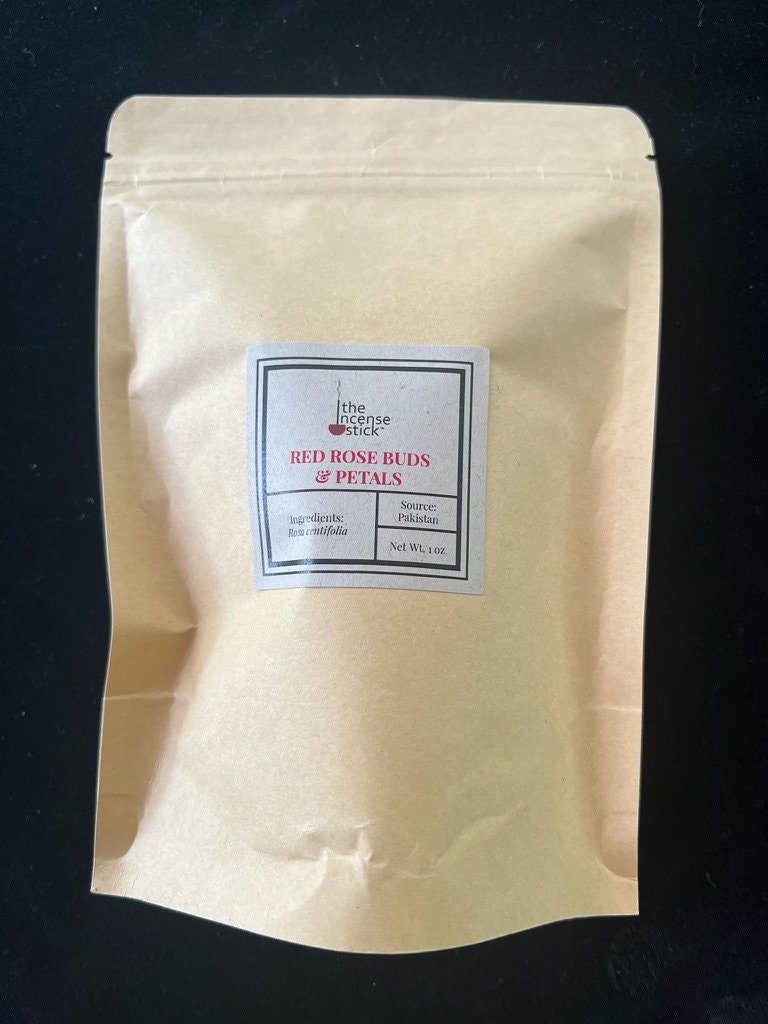 the
incense
stick™
RED ROSE BUDS
& PETALS
Ingredients:
Rosa centifolia
Source:
Pakistan
Net Wt. 1 oz